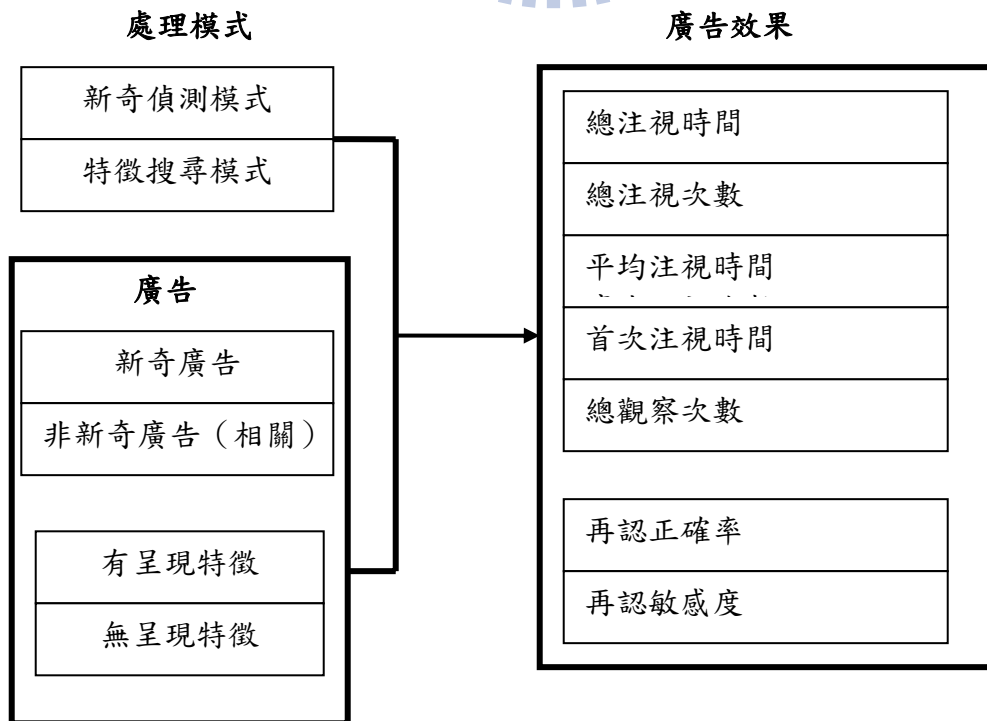 處理模式
新奇偵測模式
特徵搜尋模式
廣告
新奇廣告
非新奇廣告（相關）
有呈現特徵
無呈現特徵
廣告效果
總注視時間
總注視次數
平均注視時間
首次注視時間
總觀察次數
再認正確率
再認敏感度